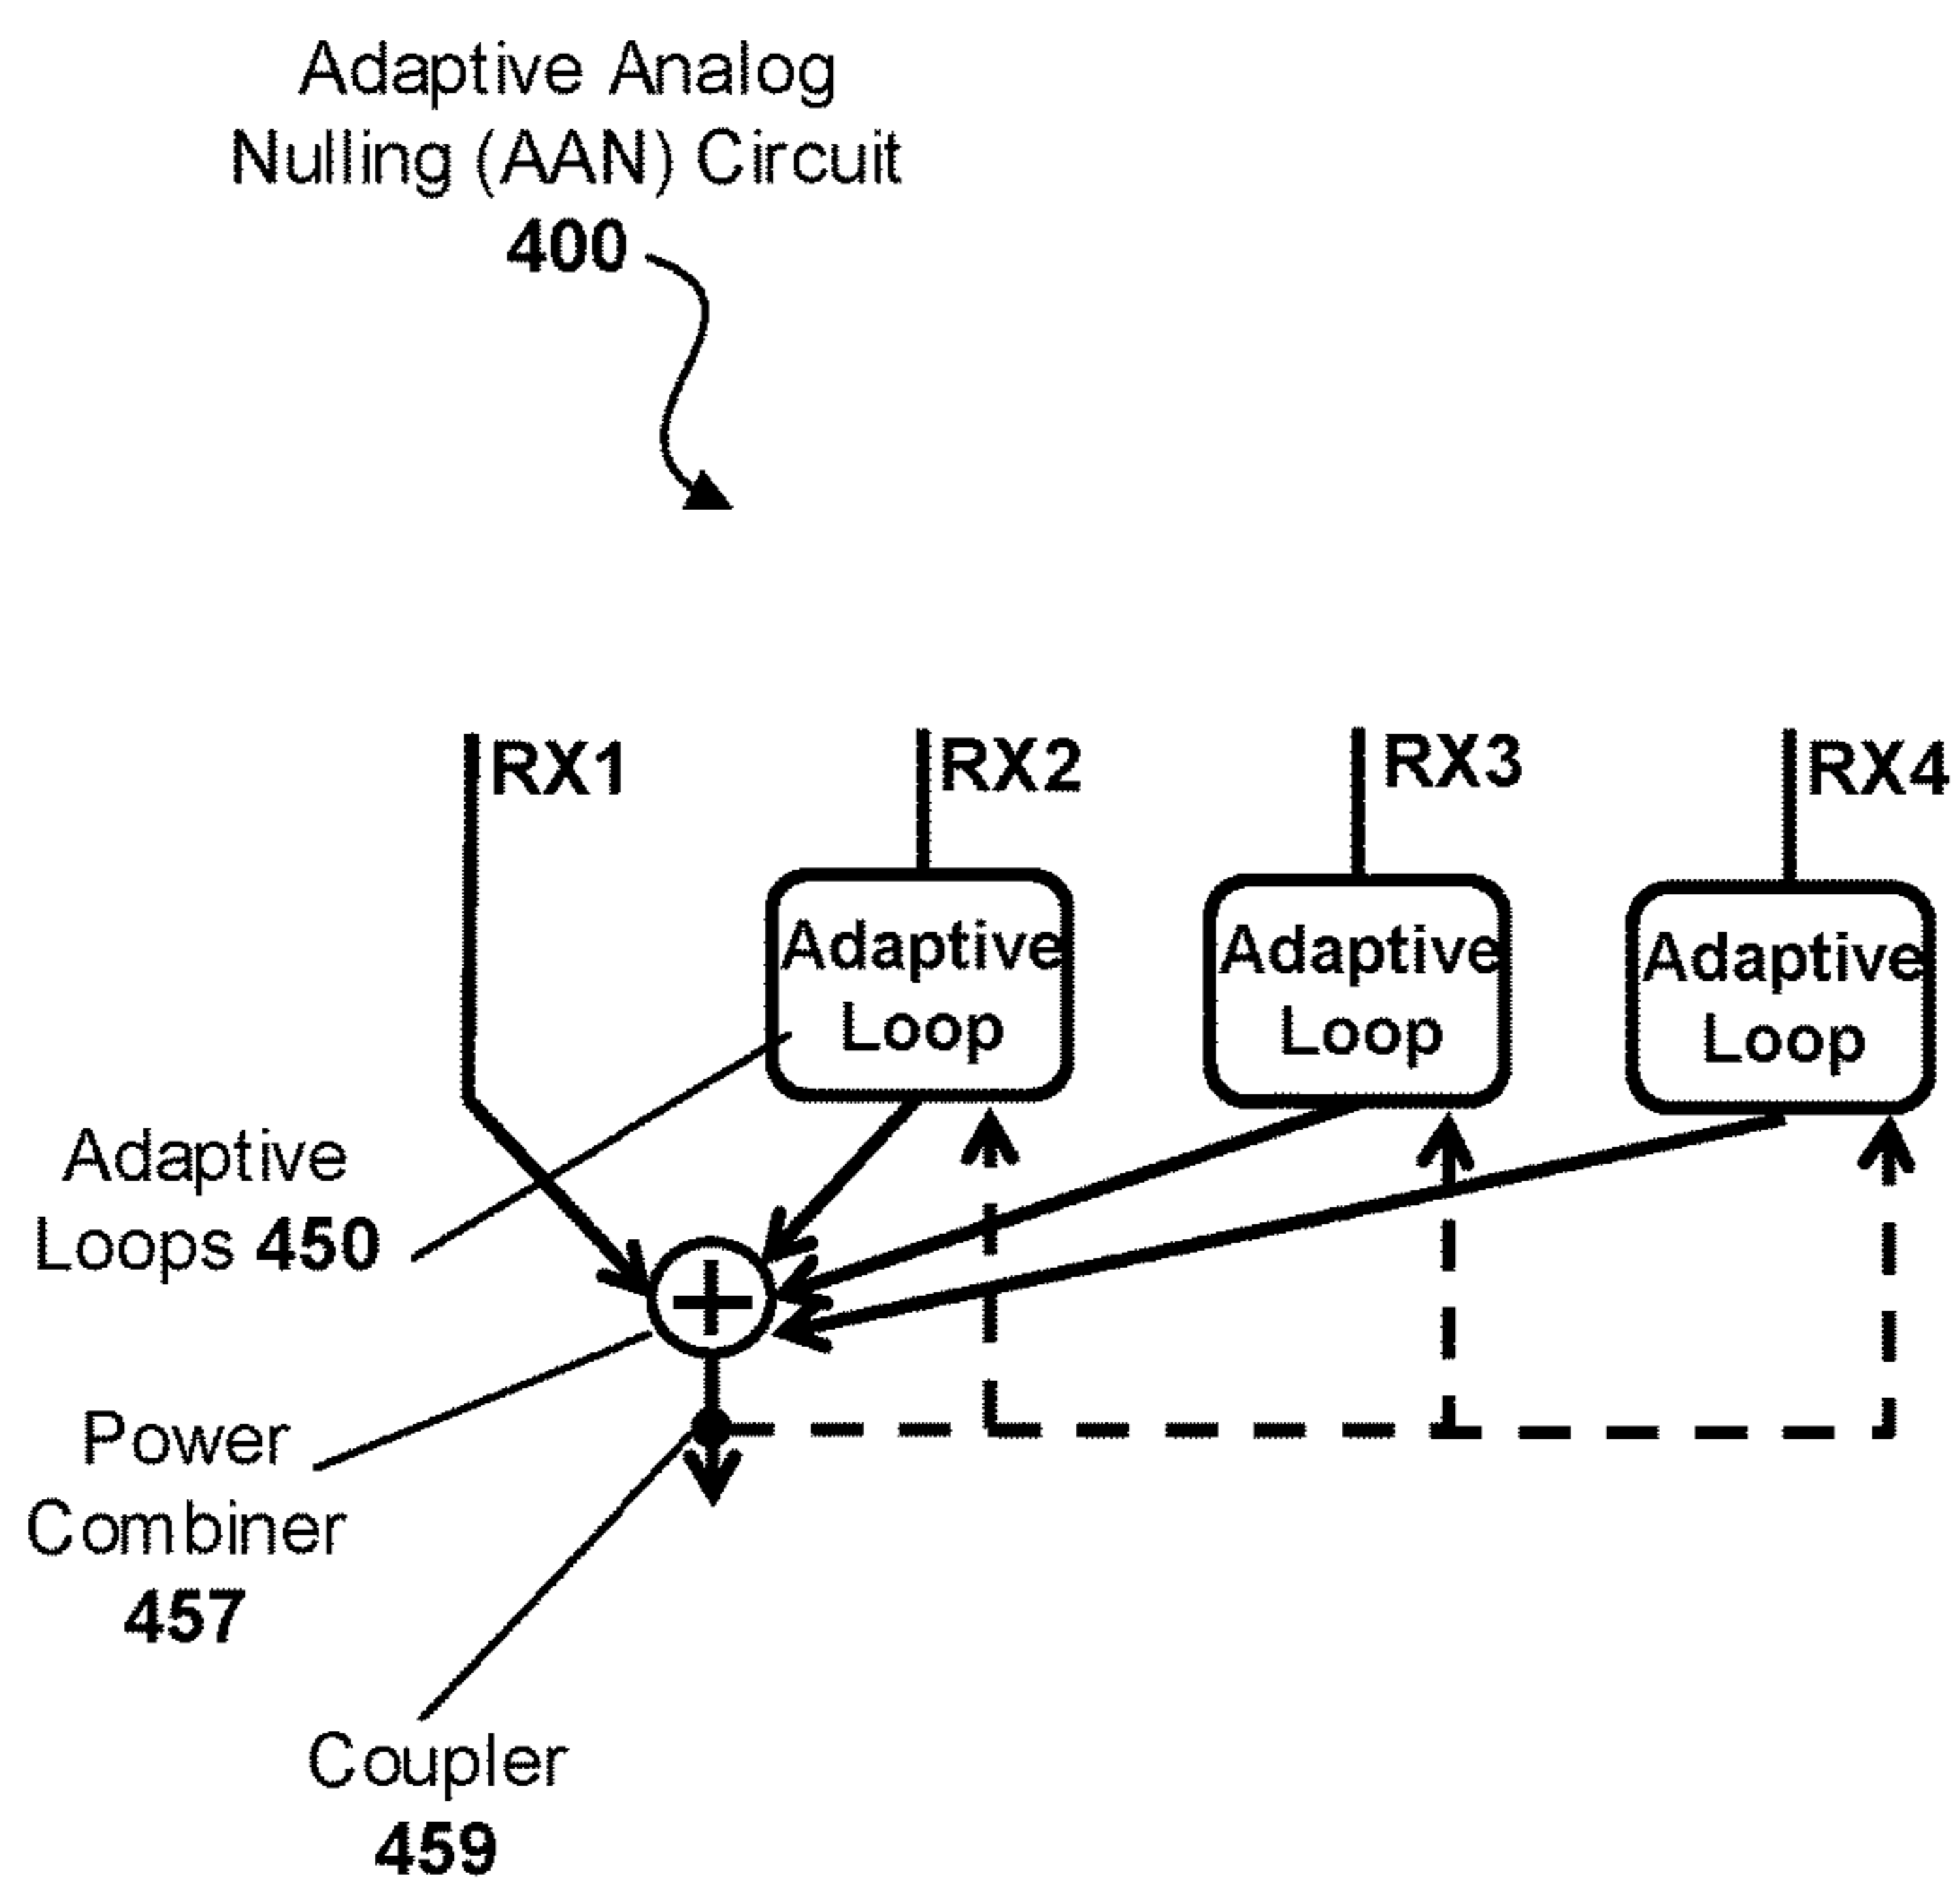 Adaptive Analog
Nulling (AAN) Circuit
400
RX1
RX2
RX3
RX4
Adaptive
Loop
Adaptive
Loop
Adaptive
Loop
Adaptive
Loops 450
Power
Combiner
457
Coupler
459